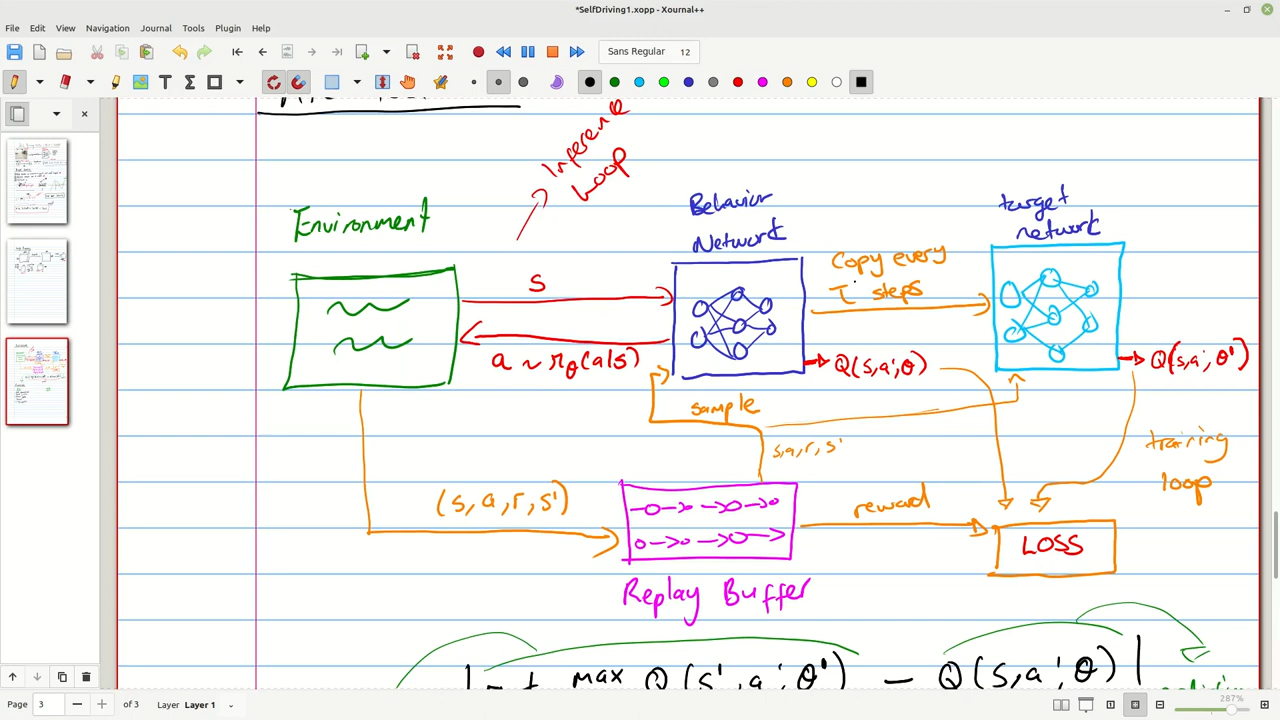 *SelfDriving1.xopp - Xournal++
File Edit View Navigation Journal Tools Plugin Help
Sans Regular 12
Inference
Loop
Environment
Behavior
Network
target
network
S
Copy every
τ steps
a ~ π_θ(a|s)
Q(s,a;θ)
Q(s,a;θ')
sample
s,a,r,s'
training
loop
(s,a,r,s')
reward
LOSS
Replay Buffer
max Q(s',a;θ') - Q(s,a;θ)|
Page 3 of 3 Layer Layer 1
287%